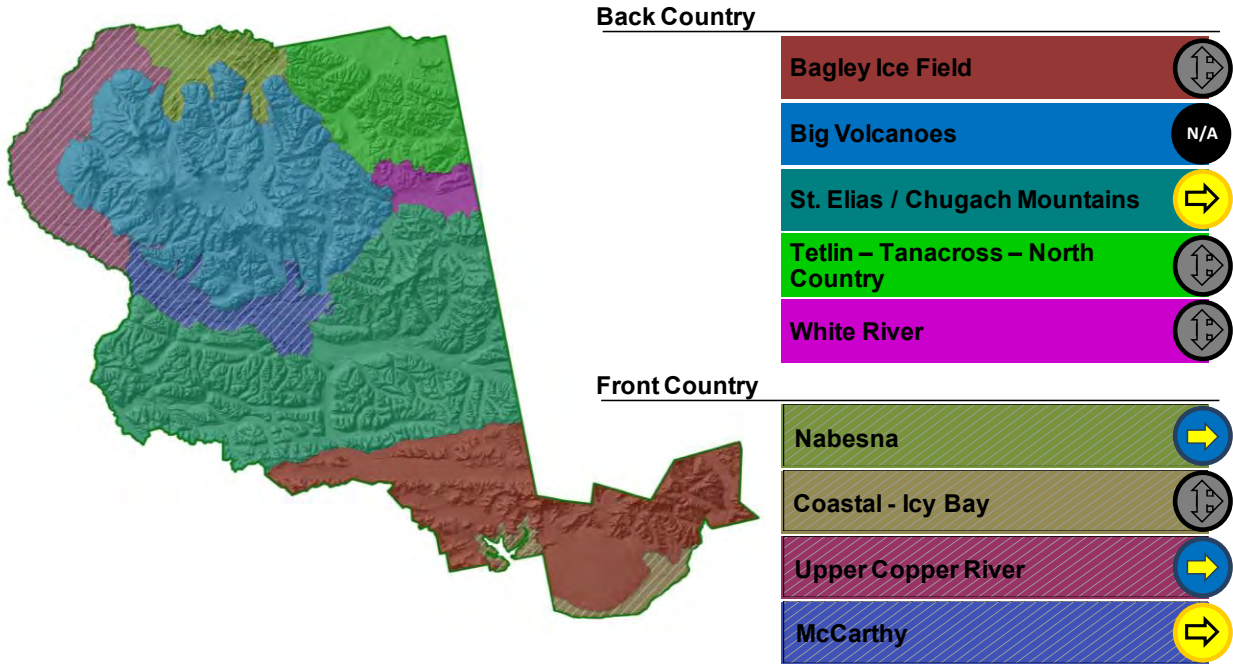 Back Country
Bagley Ice Field
Big Volcanoes
N/A
St. Elias / Chugach Mountains
Tetlin – Tanacross – North
Country
White River
Front Country
Nabesna
Coastal - Icy Bay
Upper Copper River
McCarthy